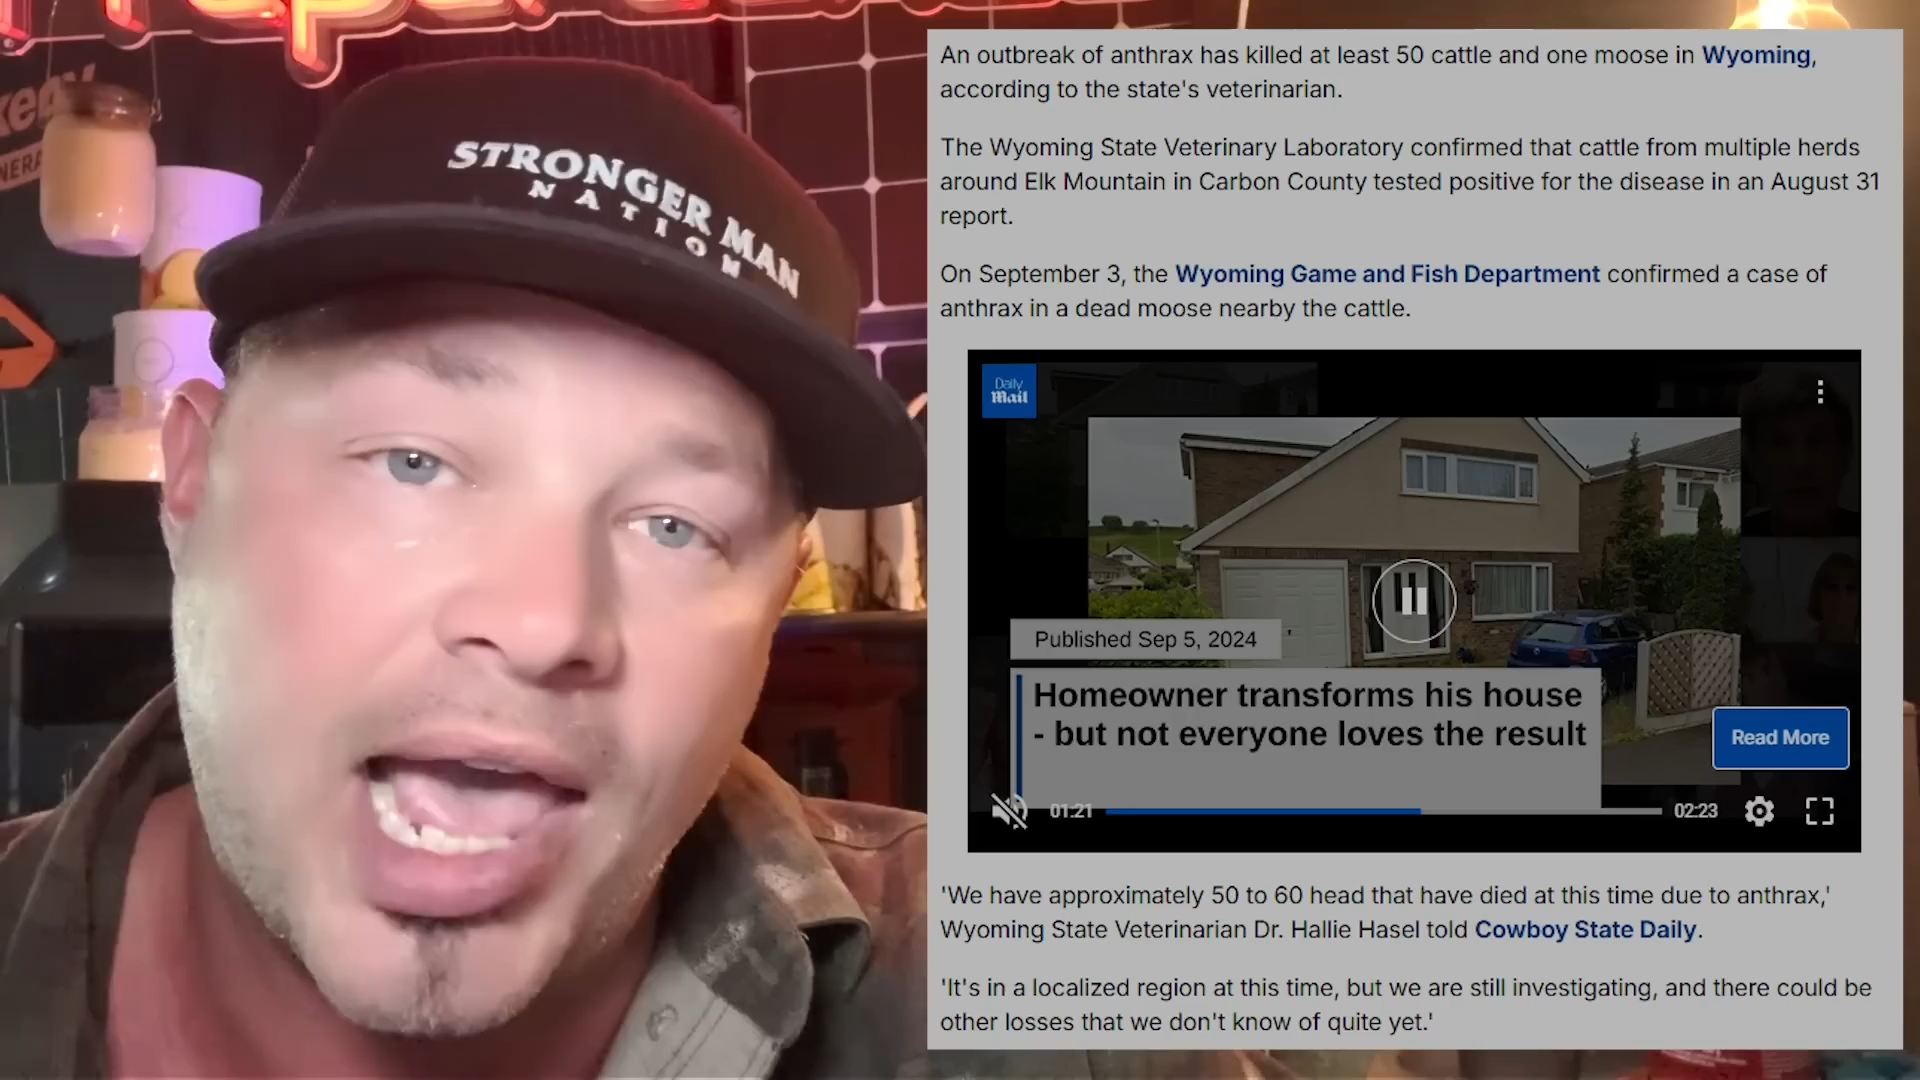 STRONGER MAN
NATION
An outbreak of anthrax has killed at least 50 cattle and one moose in Wyoming,
according to the state's veterinarian.
The Wyoming State Veterinary Laboratory confirmed that cattle from multiple herds
around Elk Mountain in Carbon County tested positive for the disease in an August 31
report.
On September 3, the Wyoming Game and Fish Department confirmed a case of
anthrax in a dead moose nearby the cattle.
Daily
Mail
Published Sep 5, 2024
Homeowner transforms his house
- but not everyone loves the result
Read More
01:21
02:23
'We have approximately 50 to 60 head that have died at this time due to anthrax,'
Wyoming State Veterinarian Dr. Hallie Hasel told Cowboy State Daily.
'It's in a localized region at this time, but we are still investigating, and there could be
other losses that we don't know of quite yet.'